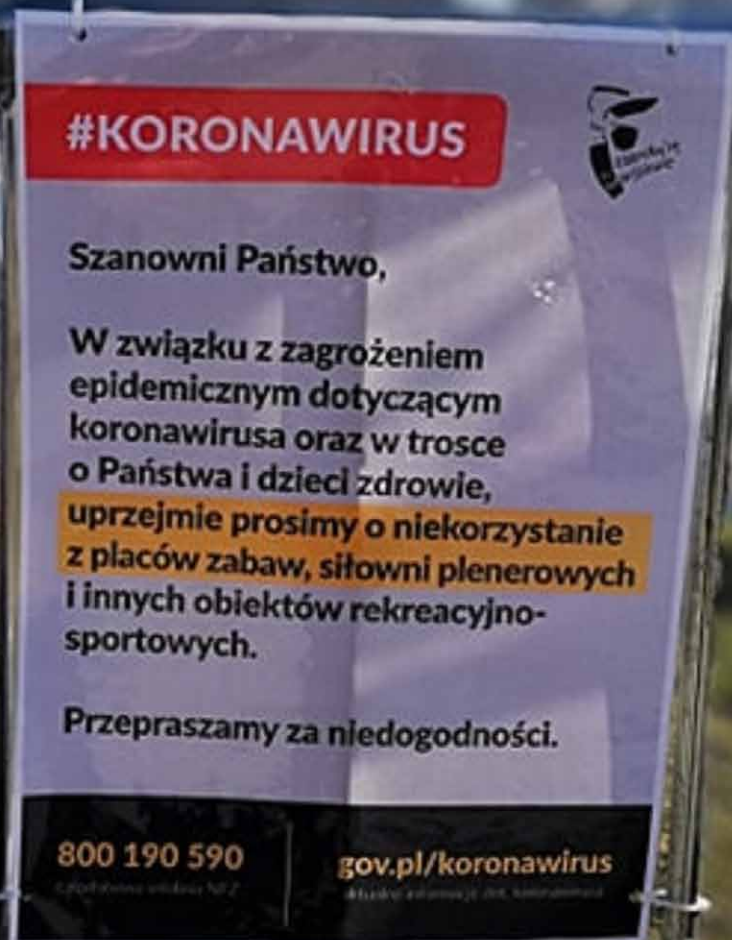 #KORONAWIRUS
Szanowni Państwo,
W związku z zagrożeniem
epidemicznym dotyczącym
koronawirusa oraz w trosce
o Państwa i dzieci zdrowie,
uprzejmie prosimy o niekorzystanie
z placów zabaw, siłowni plenerowych
i innych obiektów rekreacyjno-
sportowych.
Przepraszamy za niedogodności.
800 190 590
gov.pl/koronawirus